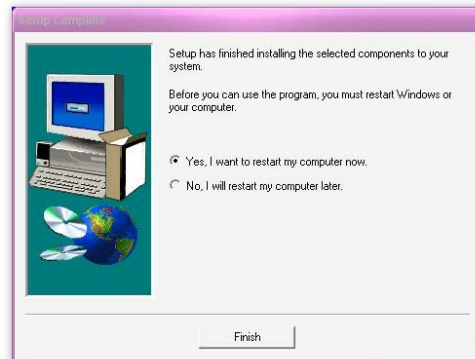 Setup Complete
Setup has finished installing the selected components to your
system.
Before you can use the program, you must restart Windows or
your computer.
Yes, I want to restart my computer now.
No, I will restart my computer later.
Finish